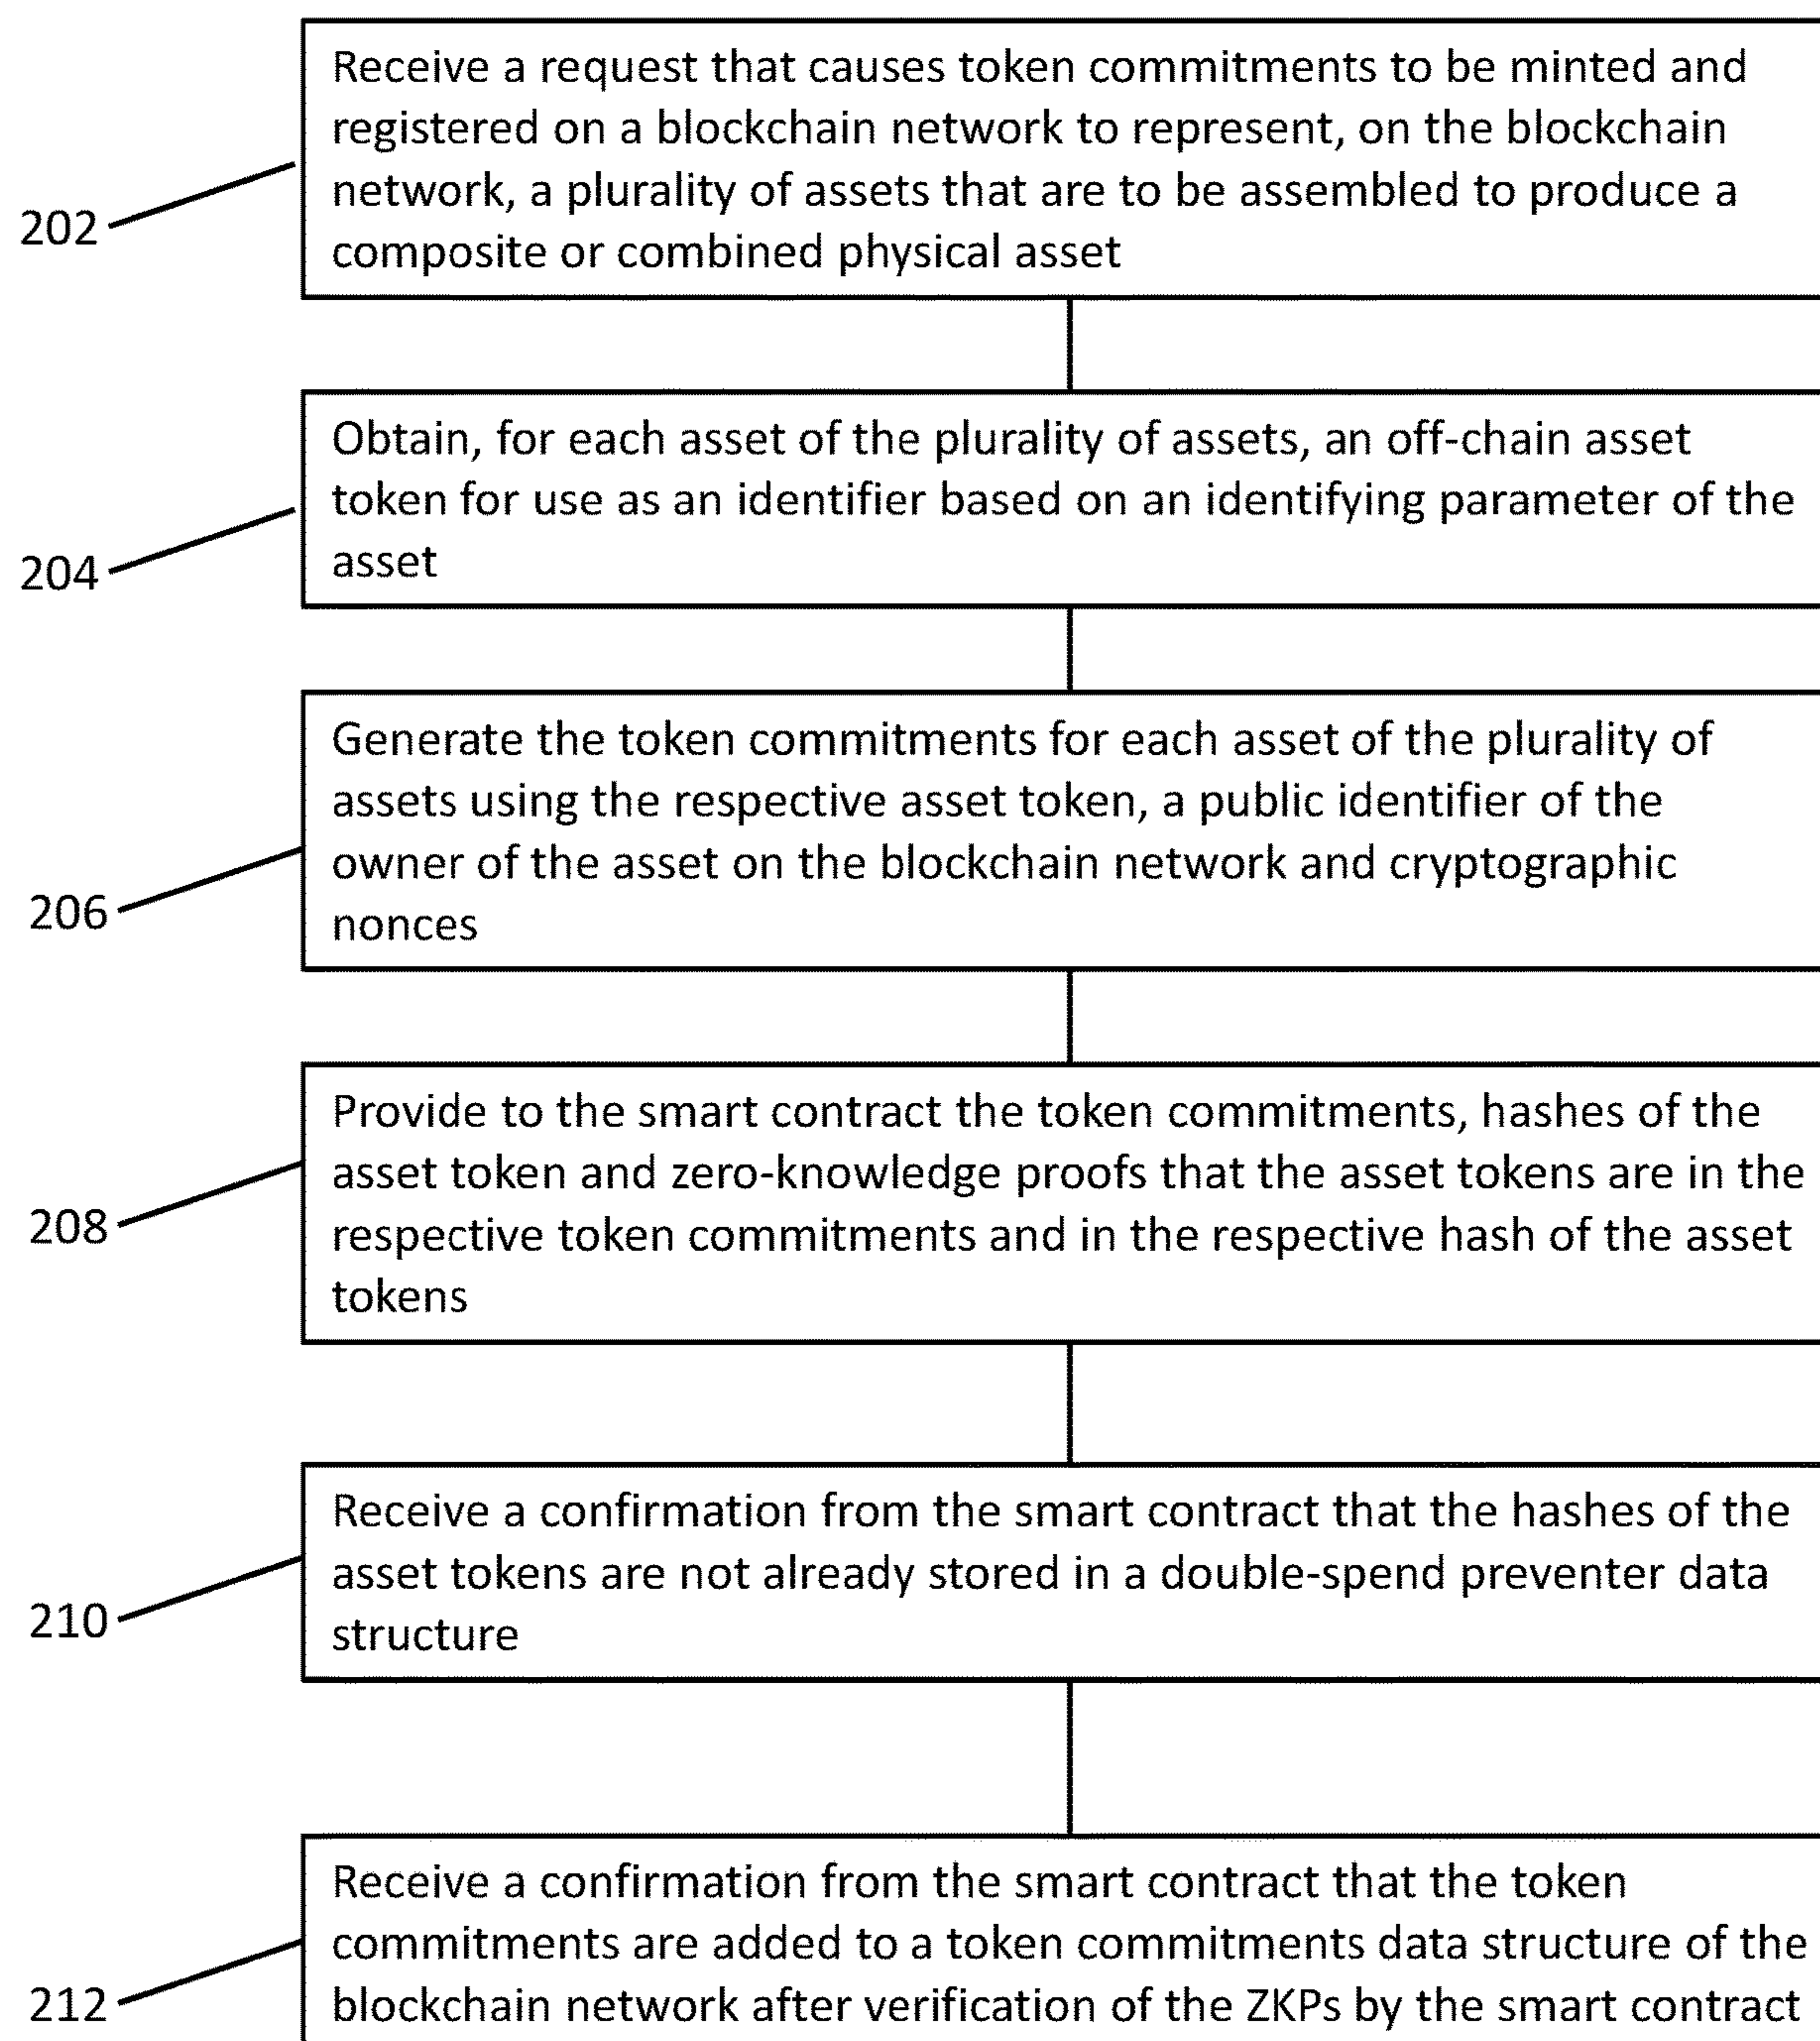 Receive a request that causes token commitments to be minted and
registered on a blockchain network to represent, on the blockchain
network, a plurality of assets that are to be assembled to produce a
composite or combined physical asset
202
Obtain, for each asset of the plurality of assets, an off-chain asset
token for use as an identifier based on an identifying parameter of the
asset
204
Generate the token commitments for each asset of the plurality of
assets using the respective asset token, a public identifier of the
owner of the asset on the blockchain network and cryptographic
nonces
206
Provide to the smart contract the token commitments, hashes of the
asset token and zero-knowledge proofs that the asset tokens are in the
respective token commitments and in the respective hash of the asset
tokens
208
Receive a confirmation from the smart contract that the hashes of the
asset tokens are not already stored in a double-spend preventer data
structure
210
Receive a confirmation from the smart contract that the token
commitments are added to a token commitments data structure of the
blockchain network after verification of the ZKPs by the smart contract
212